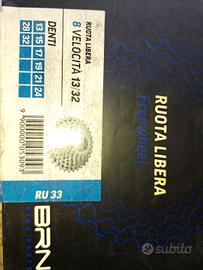 RUOTA LIBERA
8 VELOCITÀ 13/32
DENTI
13 15 17 19 21 24
28 32
RU 33
BRN
RUOTA LIBERA
Freewheel
subito